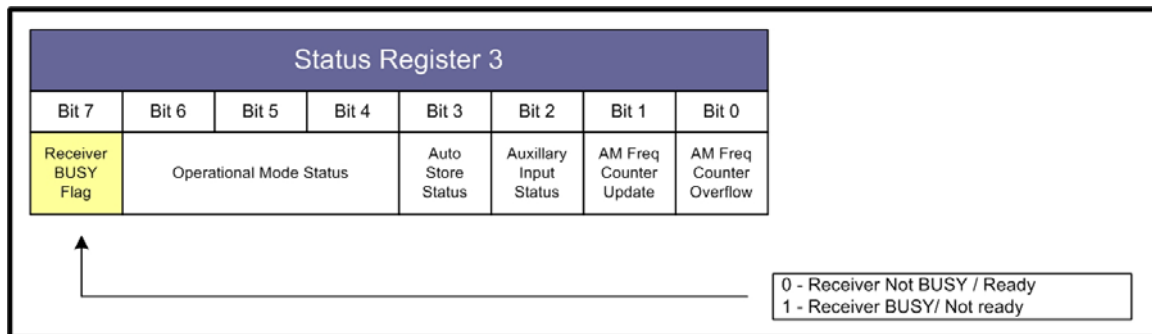 Status Register 3
Bit 7 Bit 6 Bit 5 Bit 4 Bit 3 Bit 2 Bit 1 Bit 0
Receiver BUSY Flag
Operational Mode Status
Auto Store Status
Auxillary Input Status
AM Freq Counter Update
AM Freq Counter Overflow
0 - Receiver Not BUSY / Ready
1 - Receiver BUSY/ Not ready